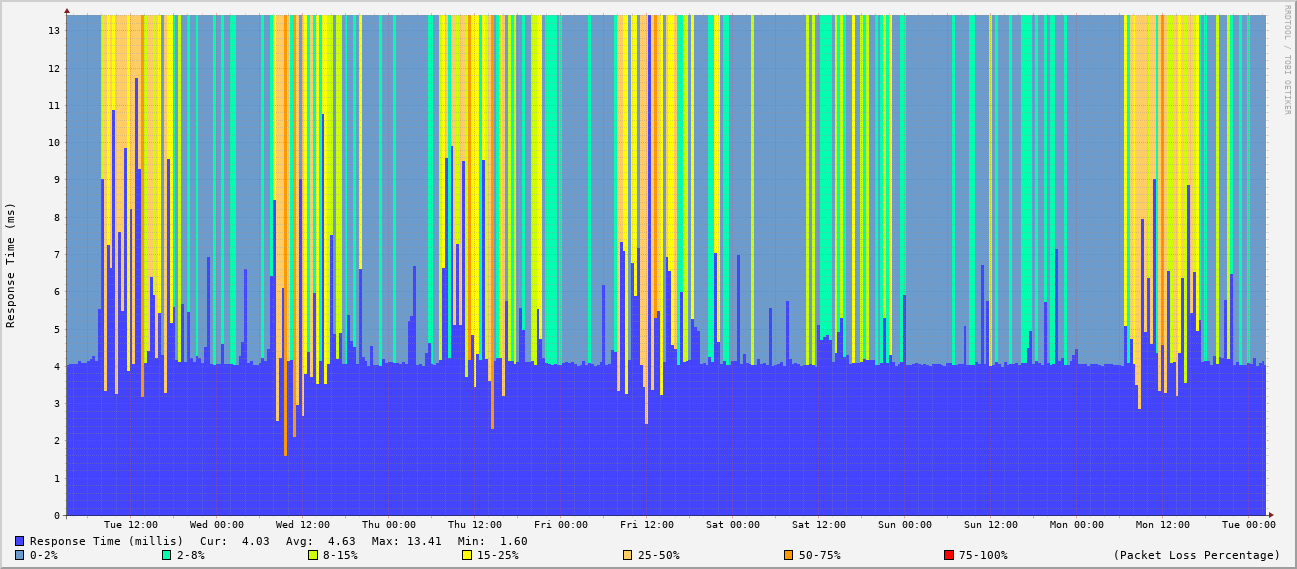 RRDTOOL / TOBI OETIKER
Response Time (ms)
13
12
11
10
9
8
7
6
5
4
3
2
1
0
Tue 12:00 Wed 00:00 Wed 12:00 Thu 00:00 Thu 12:00 Fri 00:00 Fri 12:00 Sat 00:00 Sat 12:00 Sun 00:00 Sun 12:00 Mon 00:00 Mon 12:00 Tue 00:00
Response Time (millis) Cur: 4.03 Avg: 4.63 Max: 13.41 Min: 1.60
0-2% 2-8% 8-15% 15-25% 25-50% 50-75% 75-100% (Packet Loss Percentage)